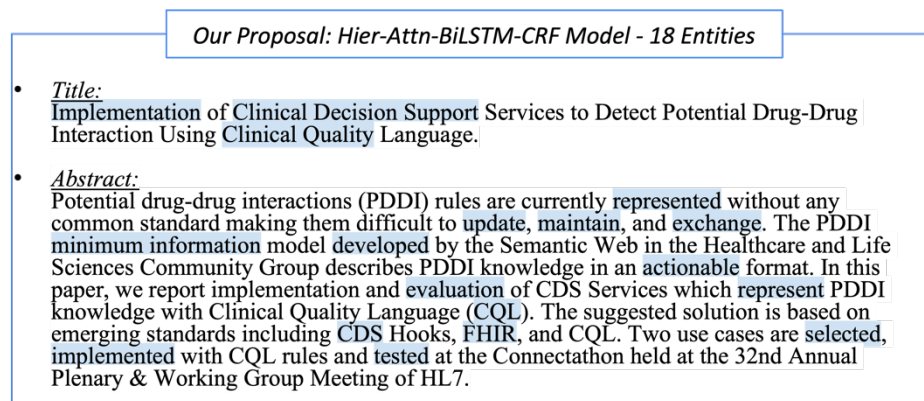 Our Proposal: Hier-Attn-BiLSTM-CRF Model - 18 Entities
• Title:
Implementation of Clinical Decision Support Services to Detect Potential Drug-Drug
Interaction Using Clinical Quality Language.
• Abstract:
Potential drug-drug interactions (PDDI) rules are currently represented without any
common standard making them difficult to update, maintain, and exchange. The PDDI
minimum information model developed by the Semantic Web in the Healthcare and Life
Sciences Community Group describes PDDI knowledge in an actionable format. In this
paper, we report implementation and evaluation of CDS Services which represent PDDI
knowledge with Clinical Quality Language (CQL). The suggested solution is based on
emerging standards including CDS Hooks, FHIR, and CQL. Two use cases are selected,
implemented with CQL rules and tested at the Connectathon held at the 32nd Annual
Plenary & Working Group Meeting of HL7.